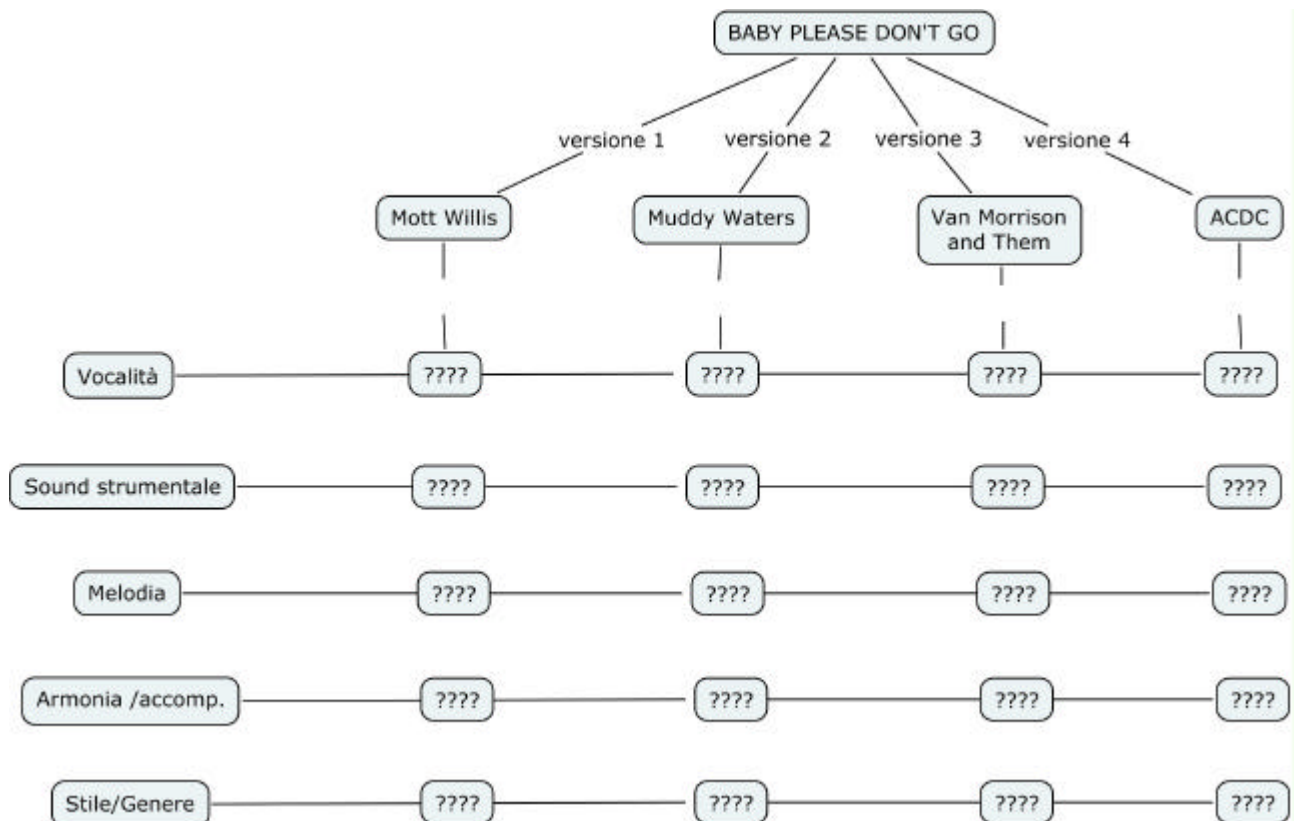 BABY PLEASE DON'T GO
versione 1
versione 2
versione 3
versione 4
Mott Willis
Muddy Waters
Van Morrison
and Them
ACDC
Vocalità
????
????
????
????
Sound strumentale
????
????
????
????
Melodia
????
????
????
????
Armonia /accomp.
????
????
????
????
Stile/Genere
????
????
????
????